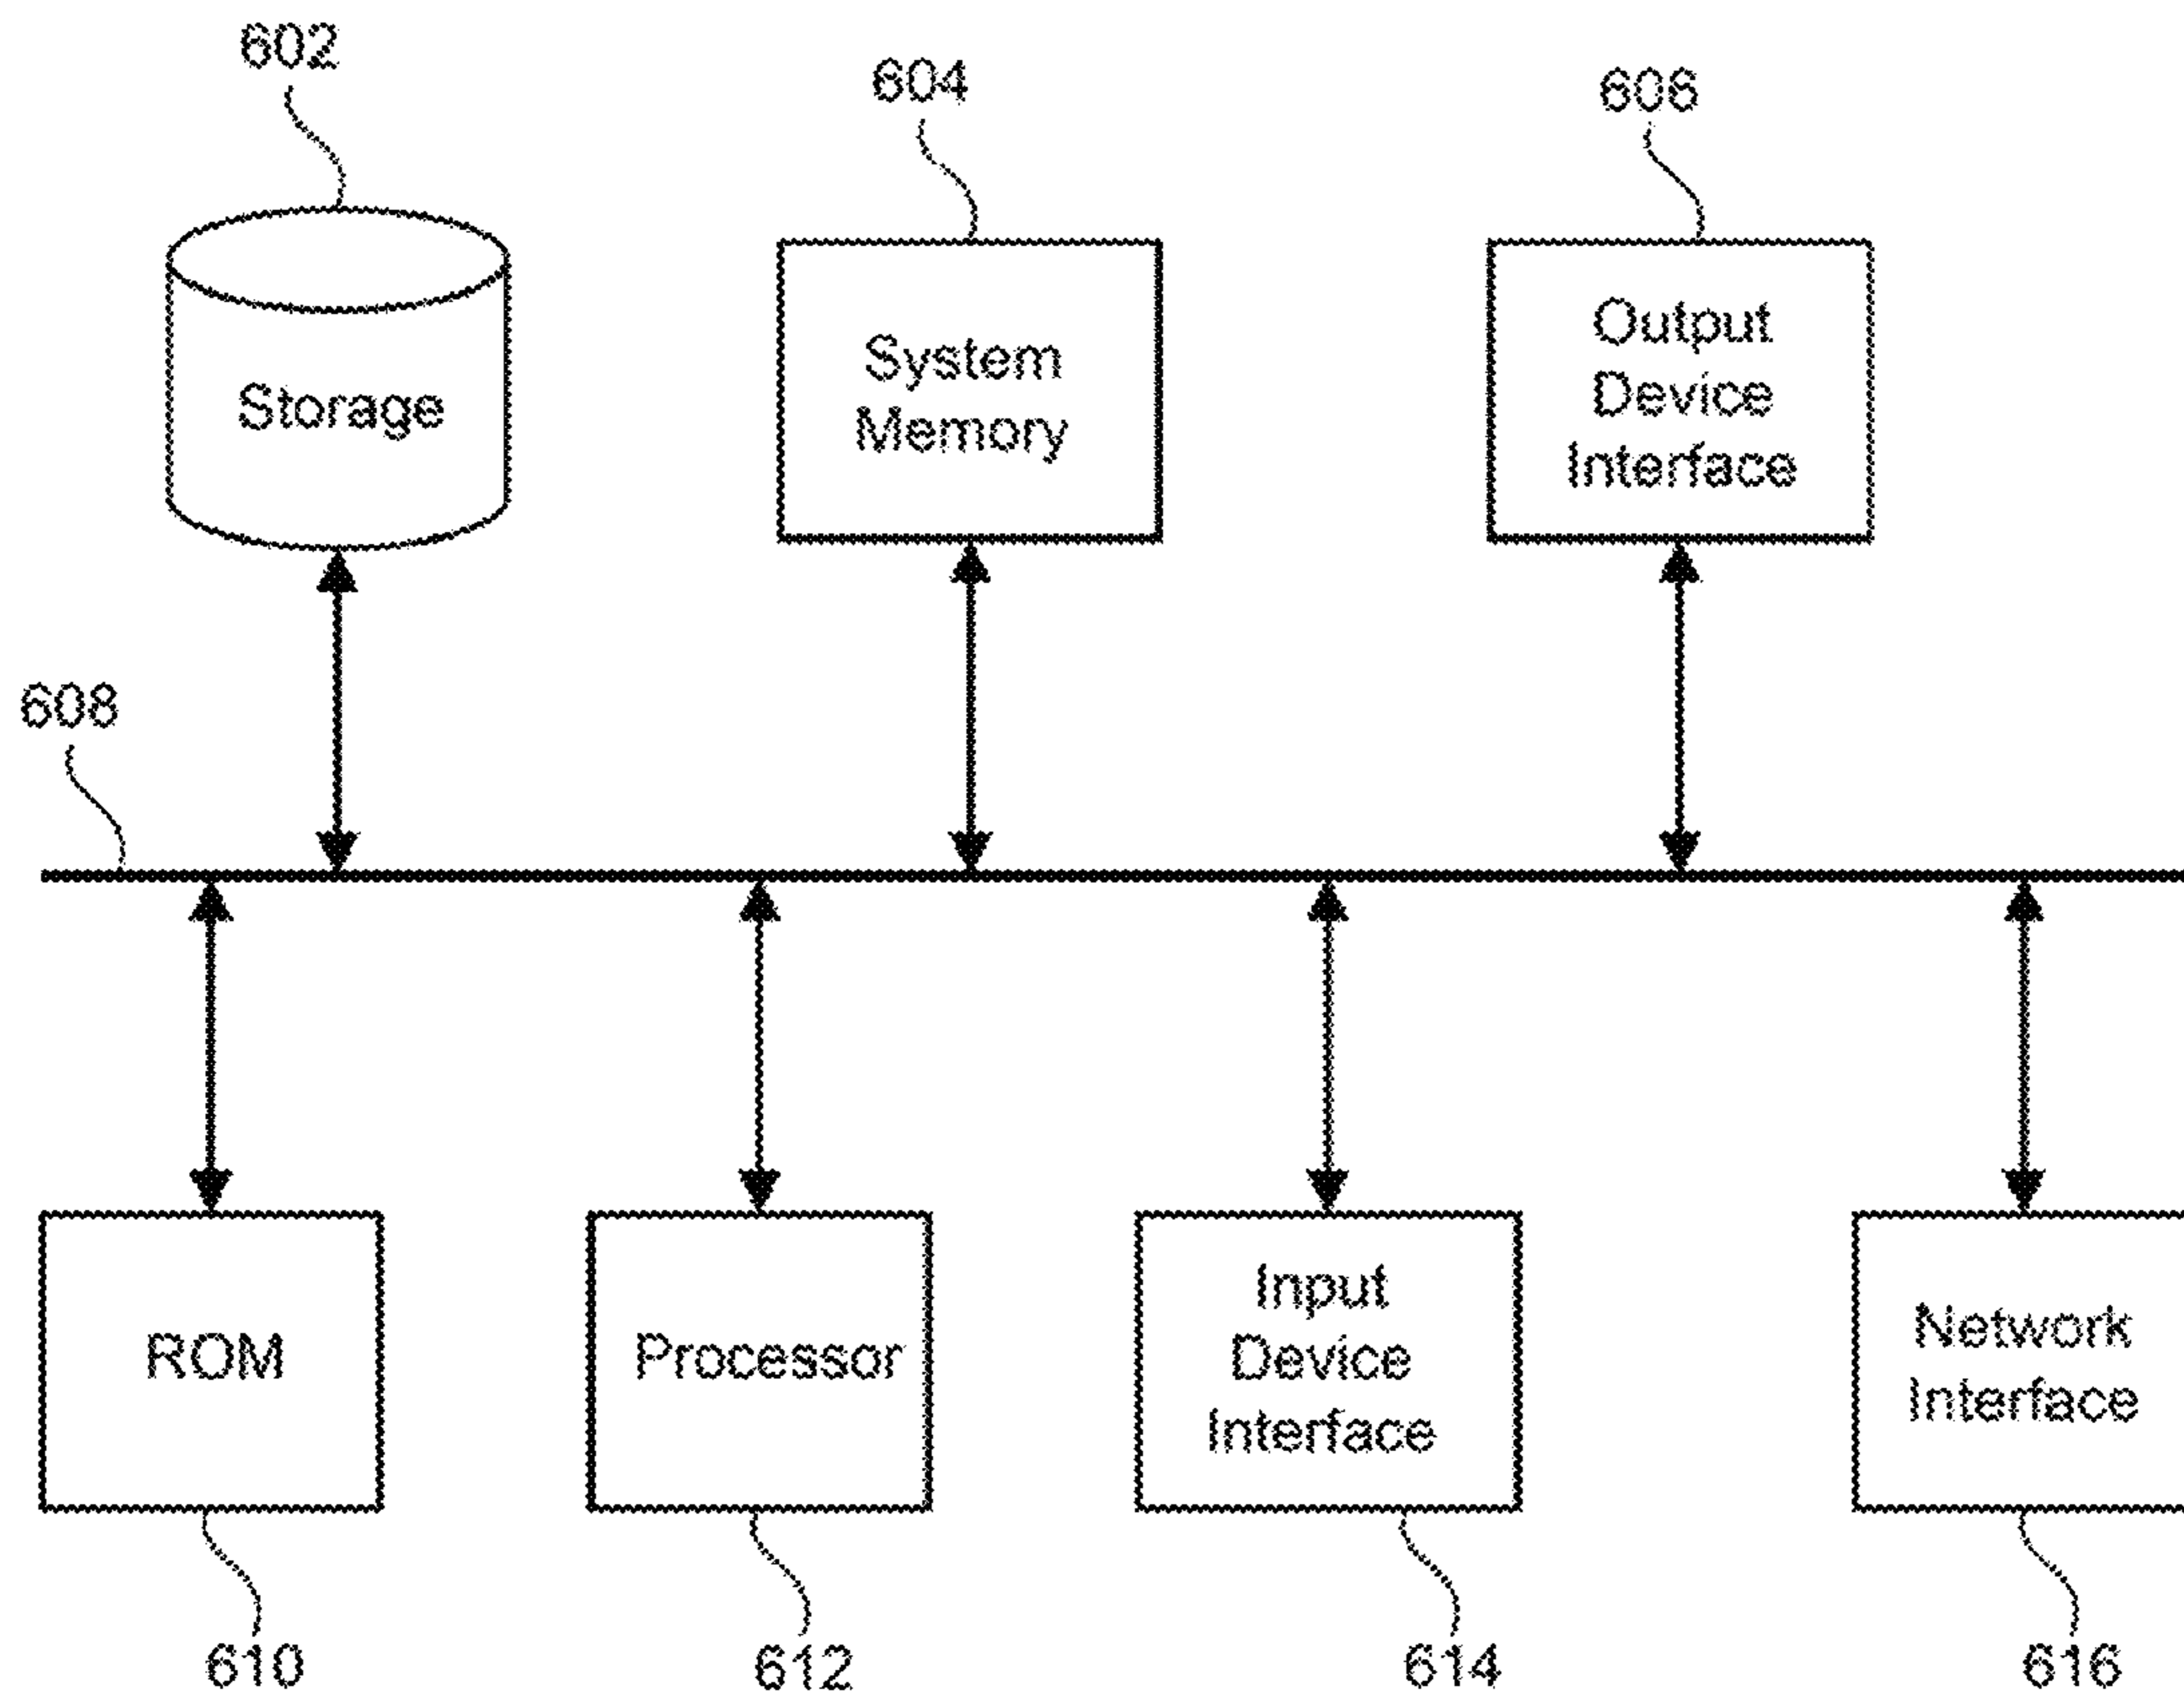 602
604
606
Storage
System
Memory
Output
Device
Interface
608
ROM
Processor
Input
Device
Interface
Network
Interface
610
612
614
616